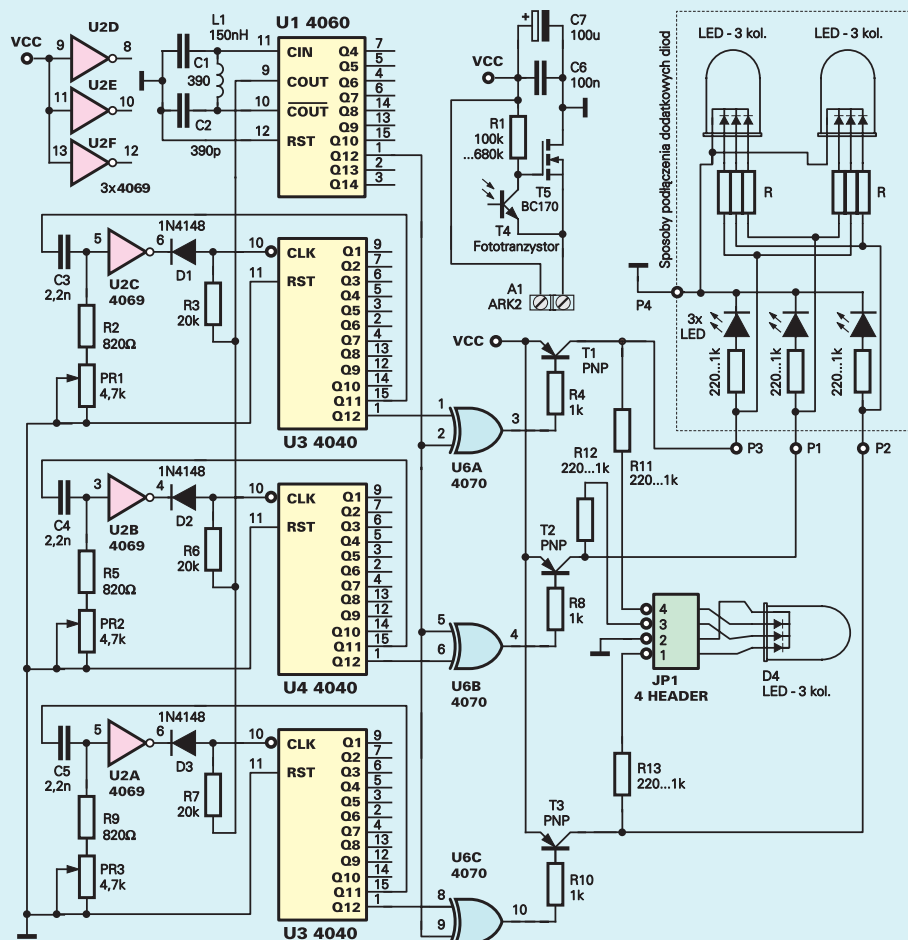 U2D
VCC
9
8
U2E
11
10
U2F
13
12
3x4069
L1
150nH
C1
390
C2
390p
U1 4060
11
9
10
12
CIN
COUT
COUT
RST
Q4
Q5
Q6
Q7
Q8
Q9
Q10
Q12
Q13
Q14
7
5
4
6
14
13
15
1
2
3
C7
100u
+
VCC
C6
100n
R1
100k
...680k
T5
BC170
T4
Fototranzystor
A1
ARK2
Sposoby podłączenia dodatkowych diod
LED - 3 kol.
LED - 3 kol.
R
R
P4
3x
LED
220...1k
220...1k
220...1k
P3
P1
P2
C3
2,2n
5
6
U2C
4069
1N4148
D1
R2
820Ω
PR1
4,7k
R3
20k
10
11
CLK
RST
Q1
Q2
Q3
Q4
Q5
Q6
Q7
Q8
Q9
Q10
Q11
Q12
9
7
6
5
3
2
4
13
12
14
15
1
U3 4040
1
2
3
U6A
4070
VCC
T1
PNP
R4
1k
R12
220...1k
R11
220...1k
C4
2,2n
3
4
U2B
4069
1N4148
D2
R5
820Ω
PR2
4,7k
R6
20k
10
11
CLK
RST
Q1
Q2
Q3
Q4
Q5
Q6
Q7
Q8
Q9
Q10
Q11
Q12
9
7
6
5
3
2
4
13
12
14
15
1
U4 4040
5
6
4
U6B
4070
T2
PNP
R8
1k
4
3
2
1
JP1
4 HEADER
D4
LED - 3 kol.
C5
2,2n
5
6
U2A
4069
1N4148
D3
R9
820Ω
PR3
4,7k
R7
20k
10
11
CLK
RST
Q1
Q2
Q3
Q4
Q5
Q6
Q7
Q8
Q9
Q10
Q11
Q12
9
7
6
5
3
2
4
13
12
14
15
1
U3 4040
U6C
4070
8
9
10
T3
PNP
R10
1k
R13
220...1k